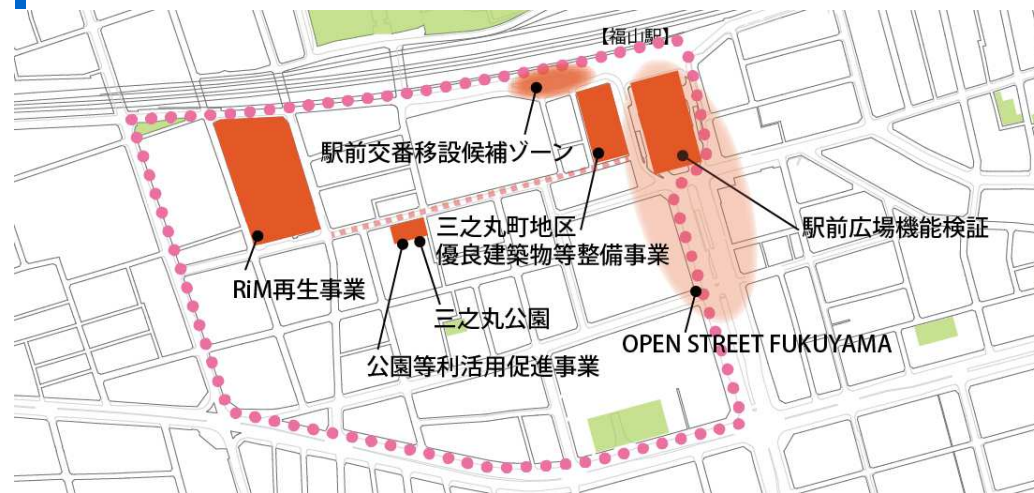 【福山駅】
駅前交番移設候補ゾーン
三之丸町地区
優良建築物等整備事業
駅前広場機能検証
RiM再生事業
三之丸公園
公園等利活用促進事業
OPEN STREET FUKUYAMA